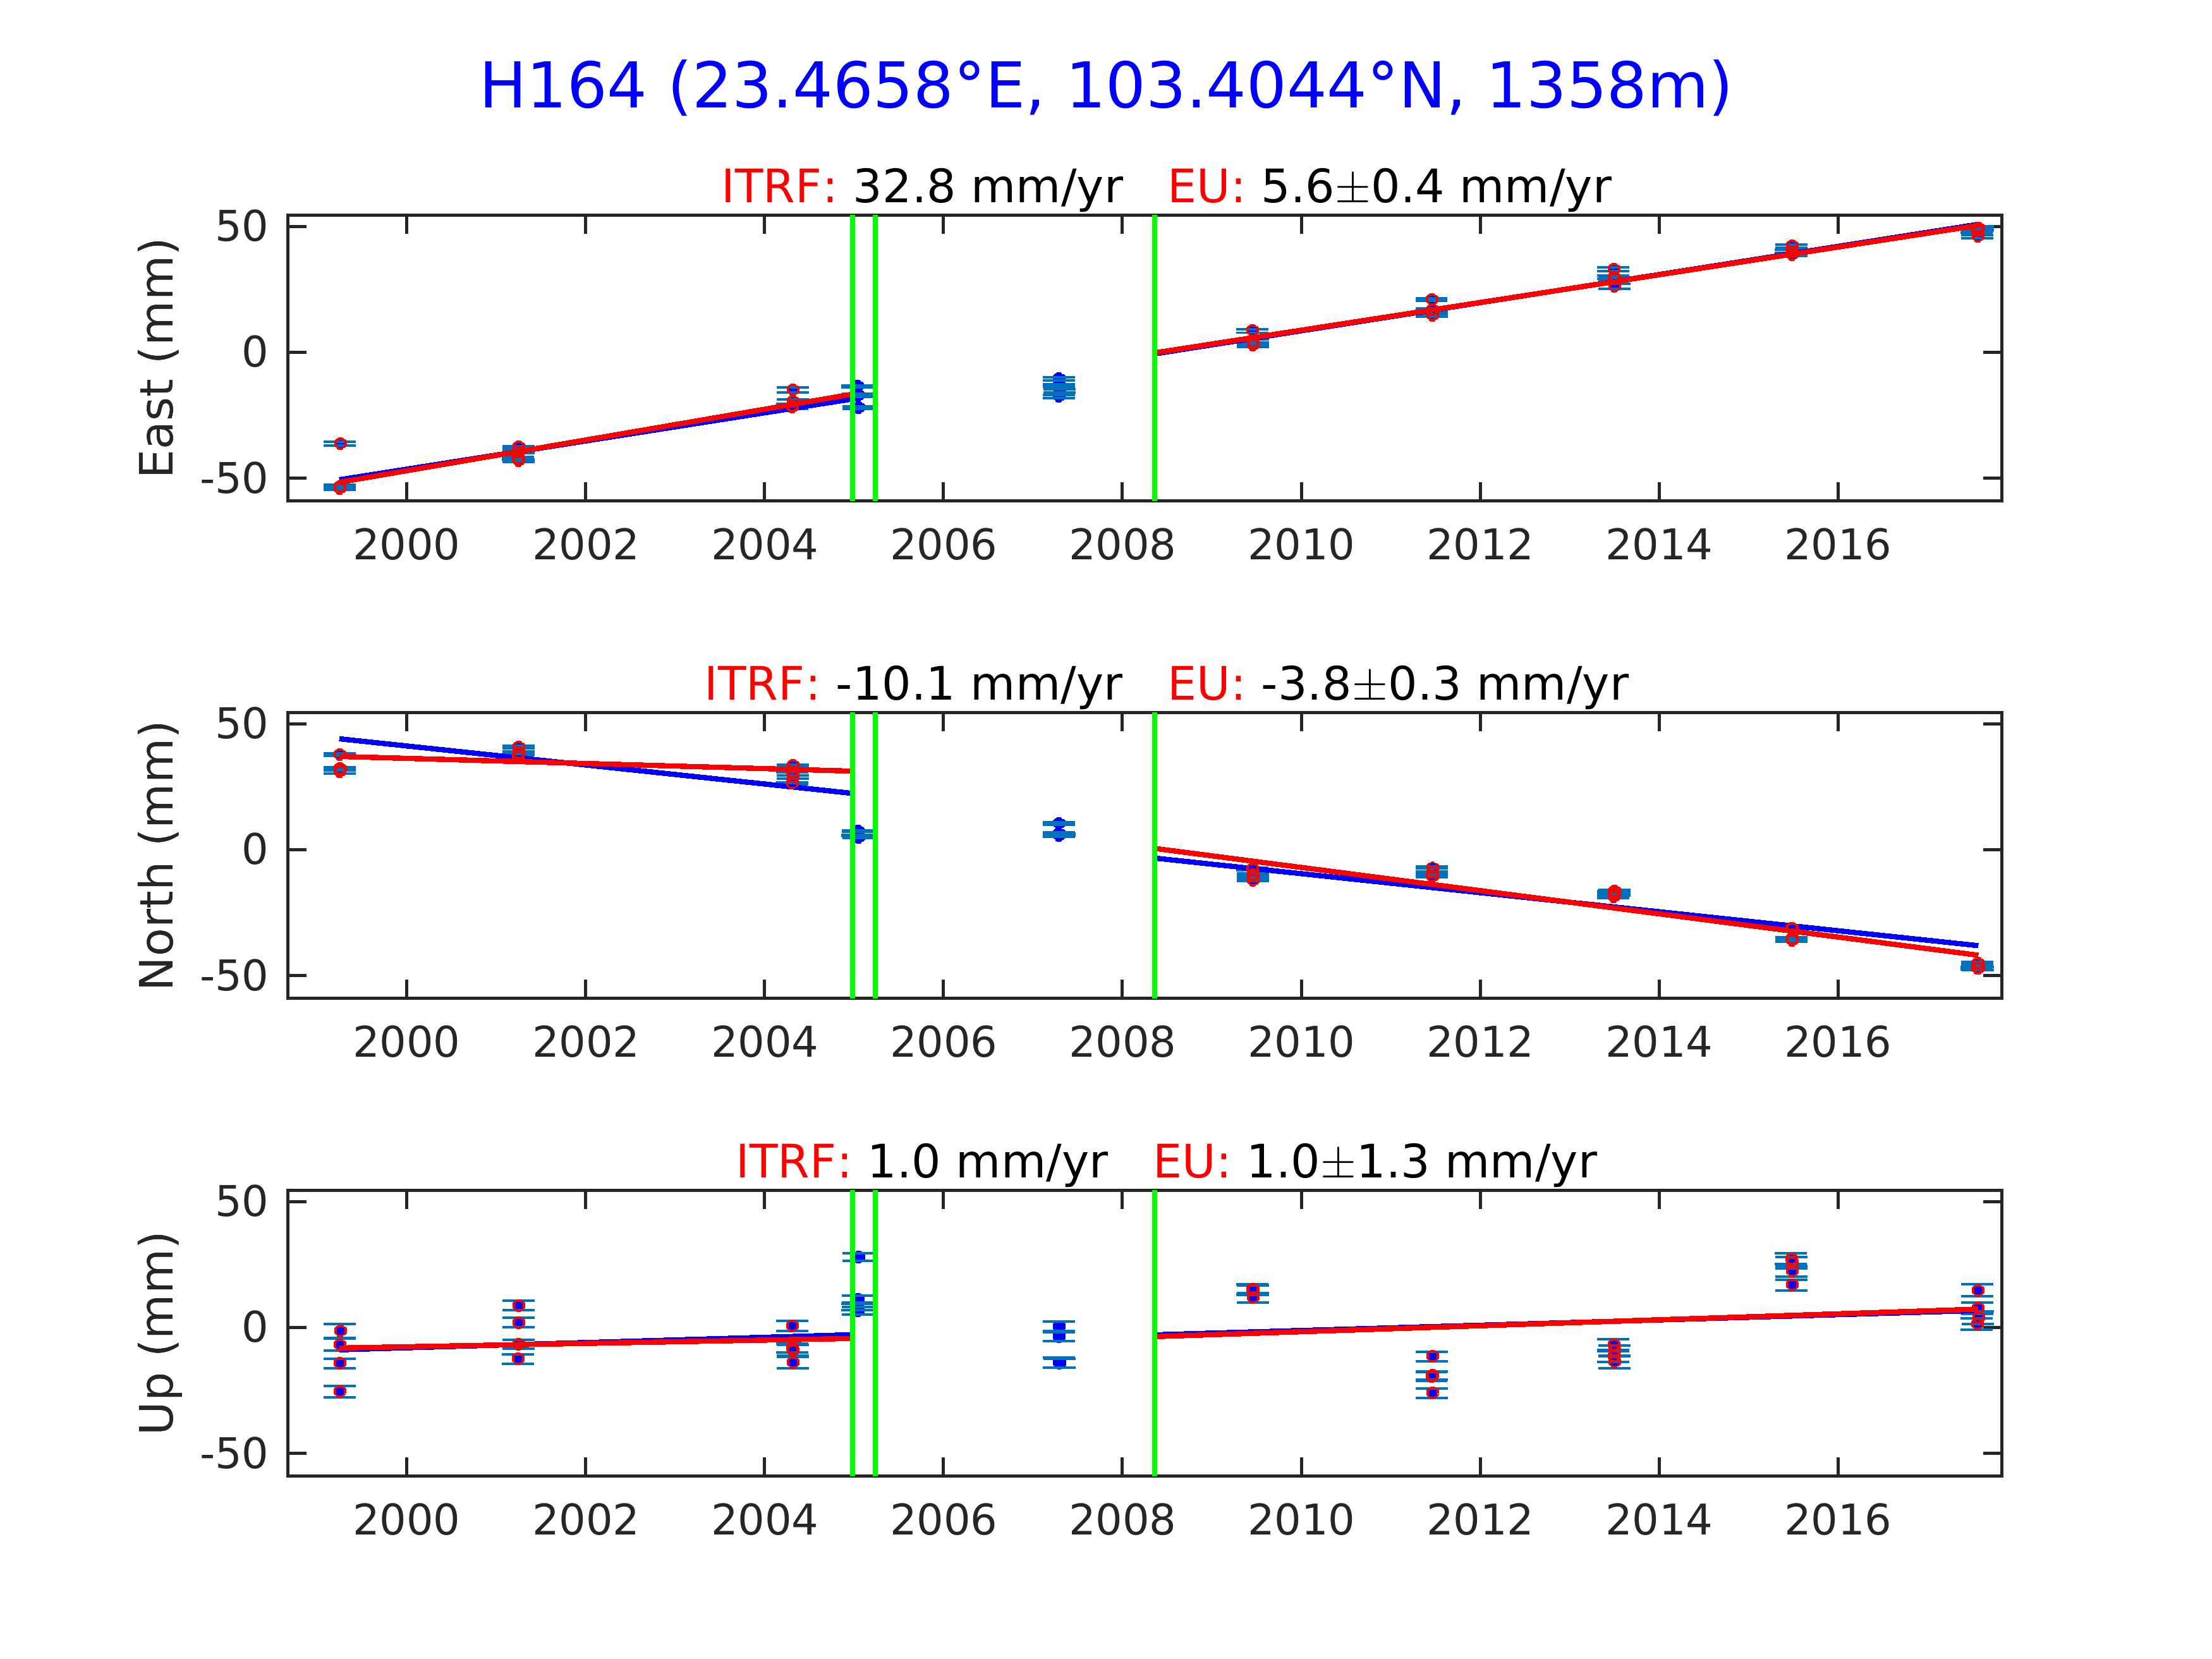 H164 (23.4658°E, 103.4044°N, 1358m)
ITRF: 32.8 mm/yr EU: 5.6±0.4 mm/yr
East (mm)
50
0
-50
2000 2002 2004 2006 2008 2010 2012 2014 2016
ITRF: -10.1 mm/yr EU: -3.8±0.3 mm/yr
North (mm)
50
0
-50
2000 2002 2004 2006 2008 2010 2012 2014 2016
ITRF: 1.0 mm/yr EU: 1.0±1.3 mm/yr
Up (mm)
50
0
-50
2000 2002 2004 2006 2008 2010 2012 2014 2016